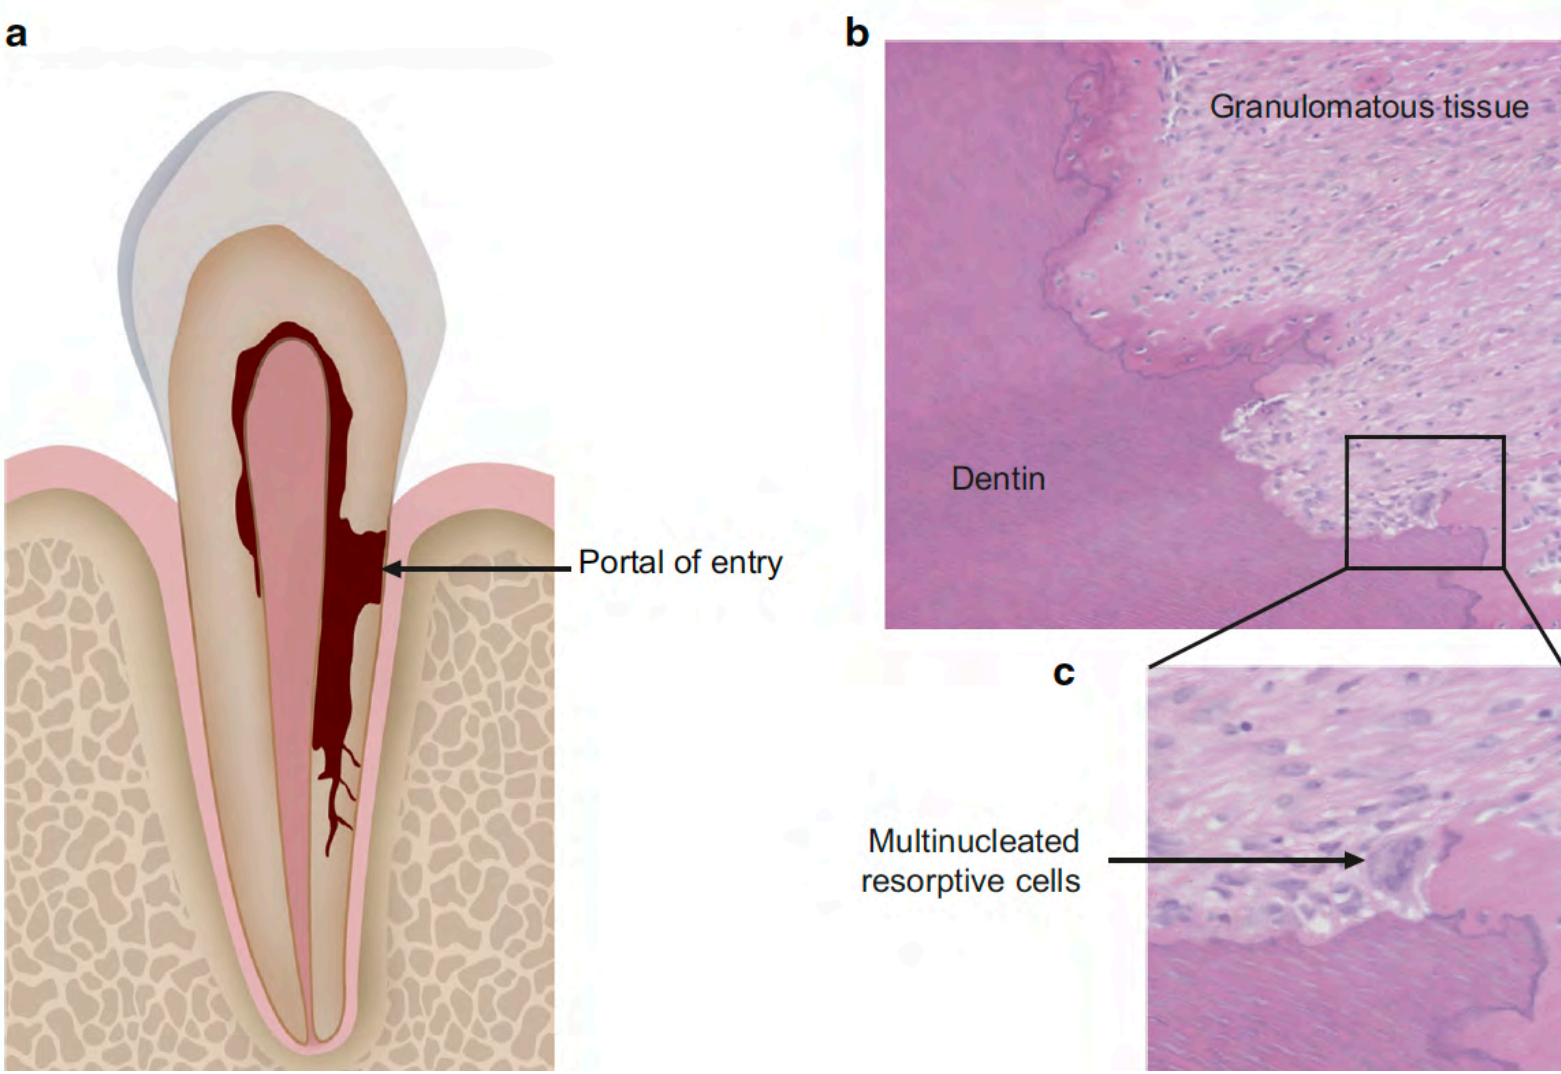 a
b
Granulomatous tissue
Dentin
Portal of entry
c
Multinucleated
resorptive cells